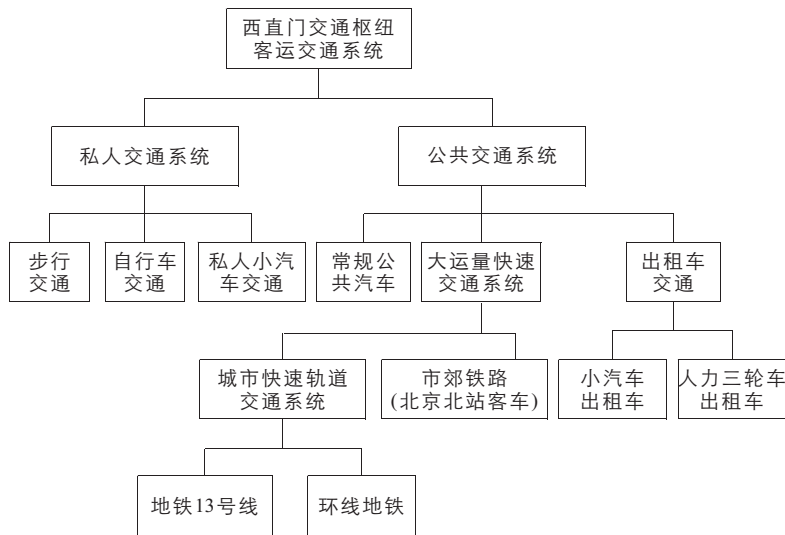 西直门交通枢纽
客运交通系统
私人交通系统
公共交通系统
步行
交通
自行车
交通
私人小汽
车交通
常规公
共汽车
大运量快速
交通系统
出租车
交通
城市快速轨道
交通系统
市郊铁路
(北京北站客车)
小汽车
出租车
人力三轮车
出租车
地铁13号线
环线地铁